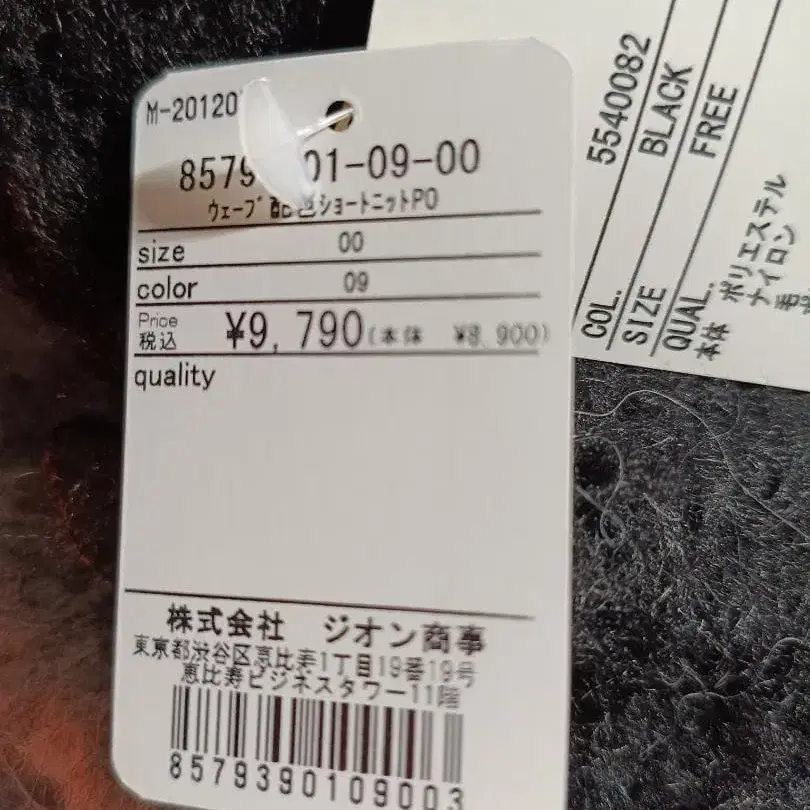 M-20120
8579 01-09-00
ウェーブ配色ショートニットPO
size 00
color 09
Price
税込 ¥9,790(本体 ¥8,900)
quality
株式会社 ジオン商事
東京都渋谷区恵比寿1丁目19番19号
恵比寿ビジネスタワー11階
8579390109003
5540082
COL. BLACK
SIZE FREE
QUAL.
本体 ポリエステル
ナイロン
毛